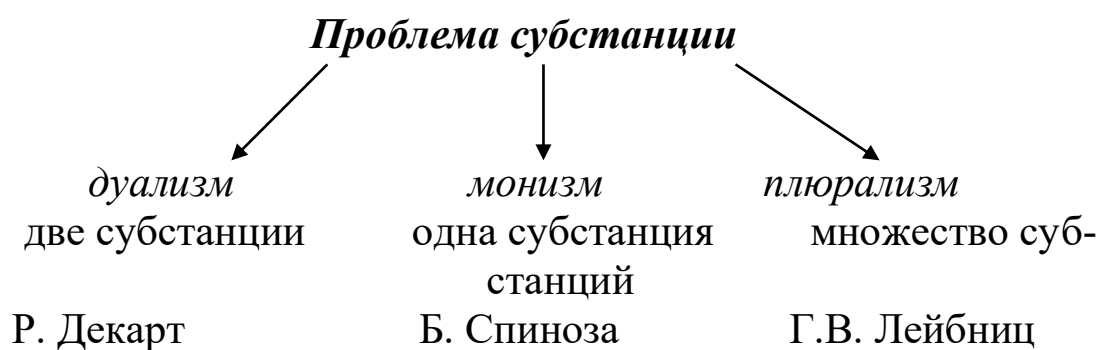 Проблема субстанции
дуализм монизм плюрализм
две субстанции одна субстанция множество суб-
станций
Р. Декарт Б. Спиноза Г.В. Лейбниц